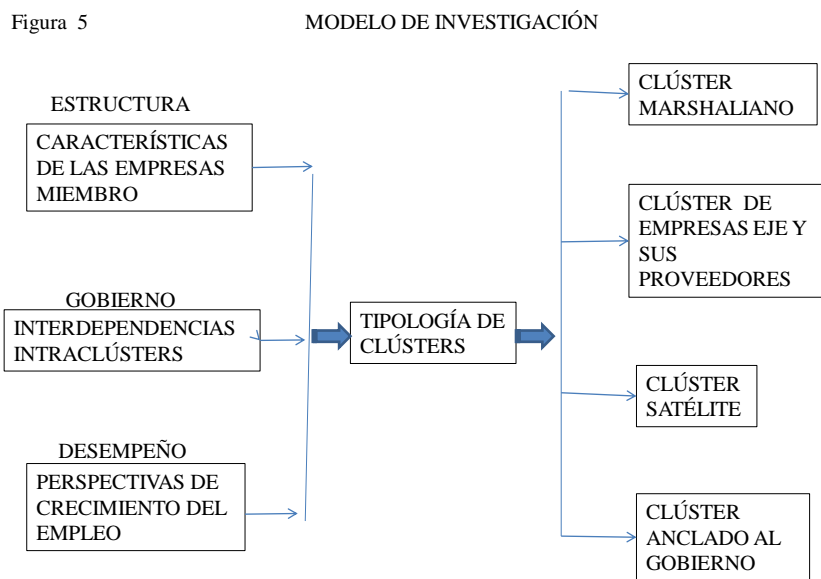 Figura 5
MODELO DE INVESTIGACIÓN
ESTRUCTURA
CARACTERÍSTICAS
DE LAS EMPRESAS
MIEMBRO
GOBIERNO
INTERDEPENDENCIAS
INTRACLÚSTERS
DESEMPEÑO
PERSPECTIVAS DE
CRECIMIENTO DEL
EMPLEO
TIPOLOGÍA DE
CLÚSTERS
CLÚSTER
MARSHALIANO
CLÚSTER DE
EMPRESAS EJE Y
SUS
PROVEEDORES
CLÚSTER
SATÉLITE
CLÚSTER
ANCLADO AL
GOBIERNO